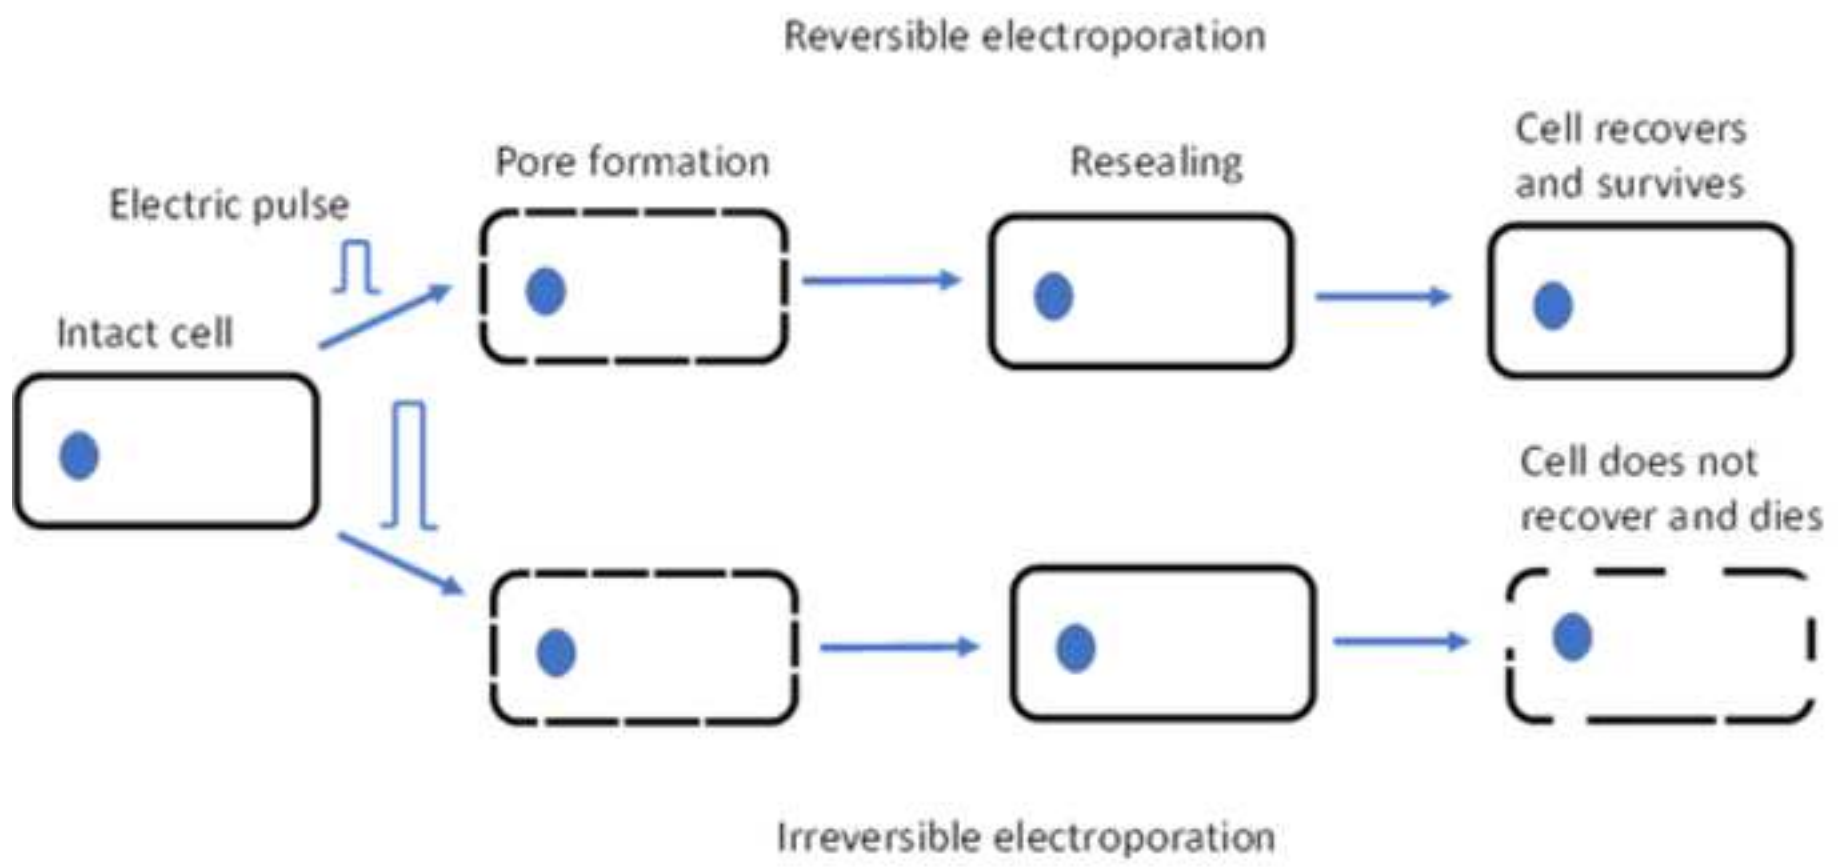 Reversible electroporation
Cell recovers
and survives
Pore formation
Resealing
Electric pulse
Intact cell
Cell does not
recover and dies
Irreversible electroporation